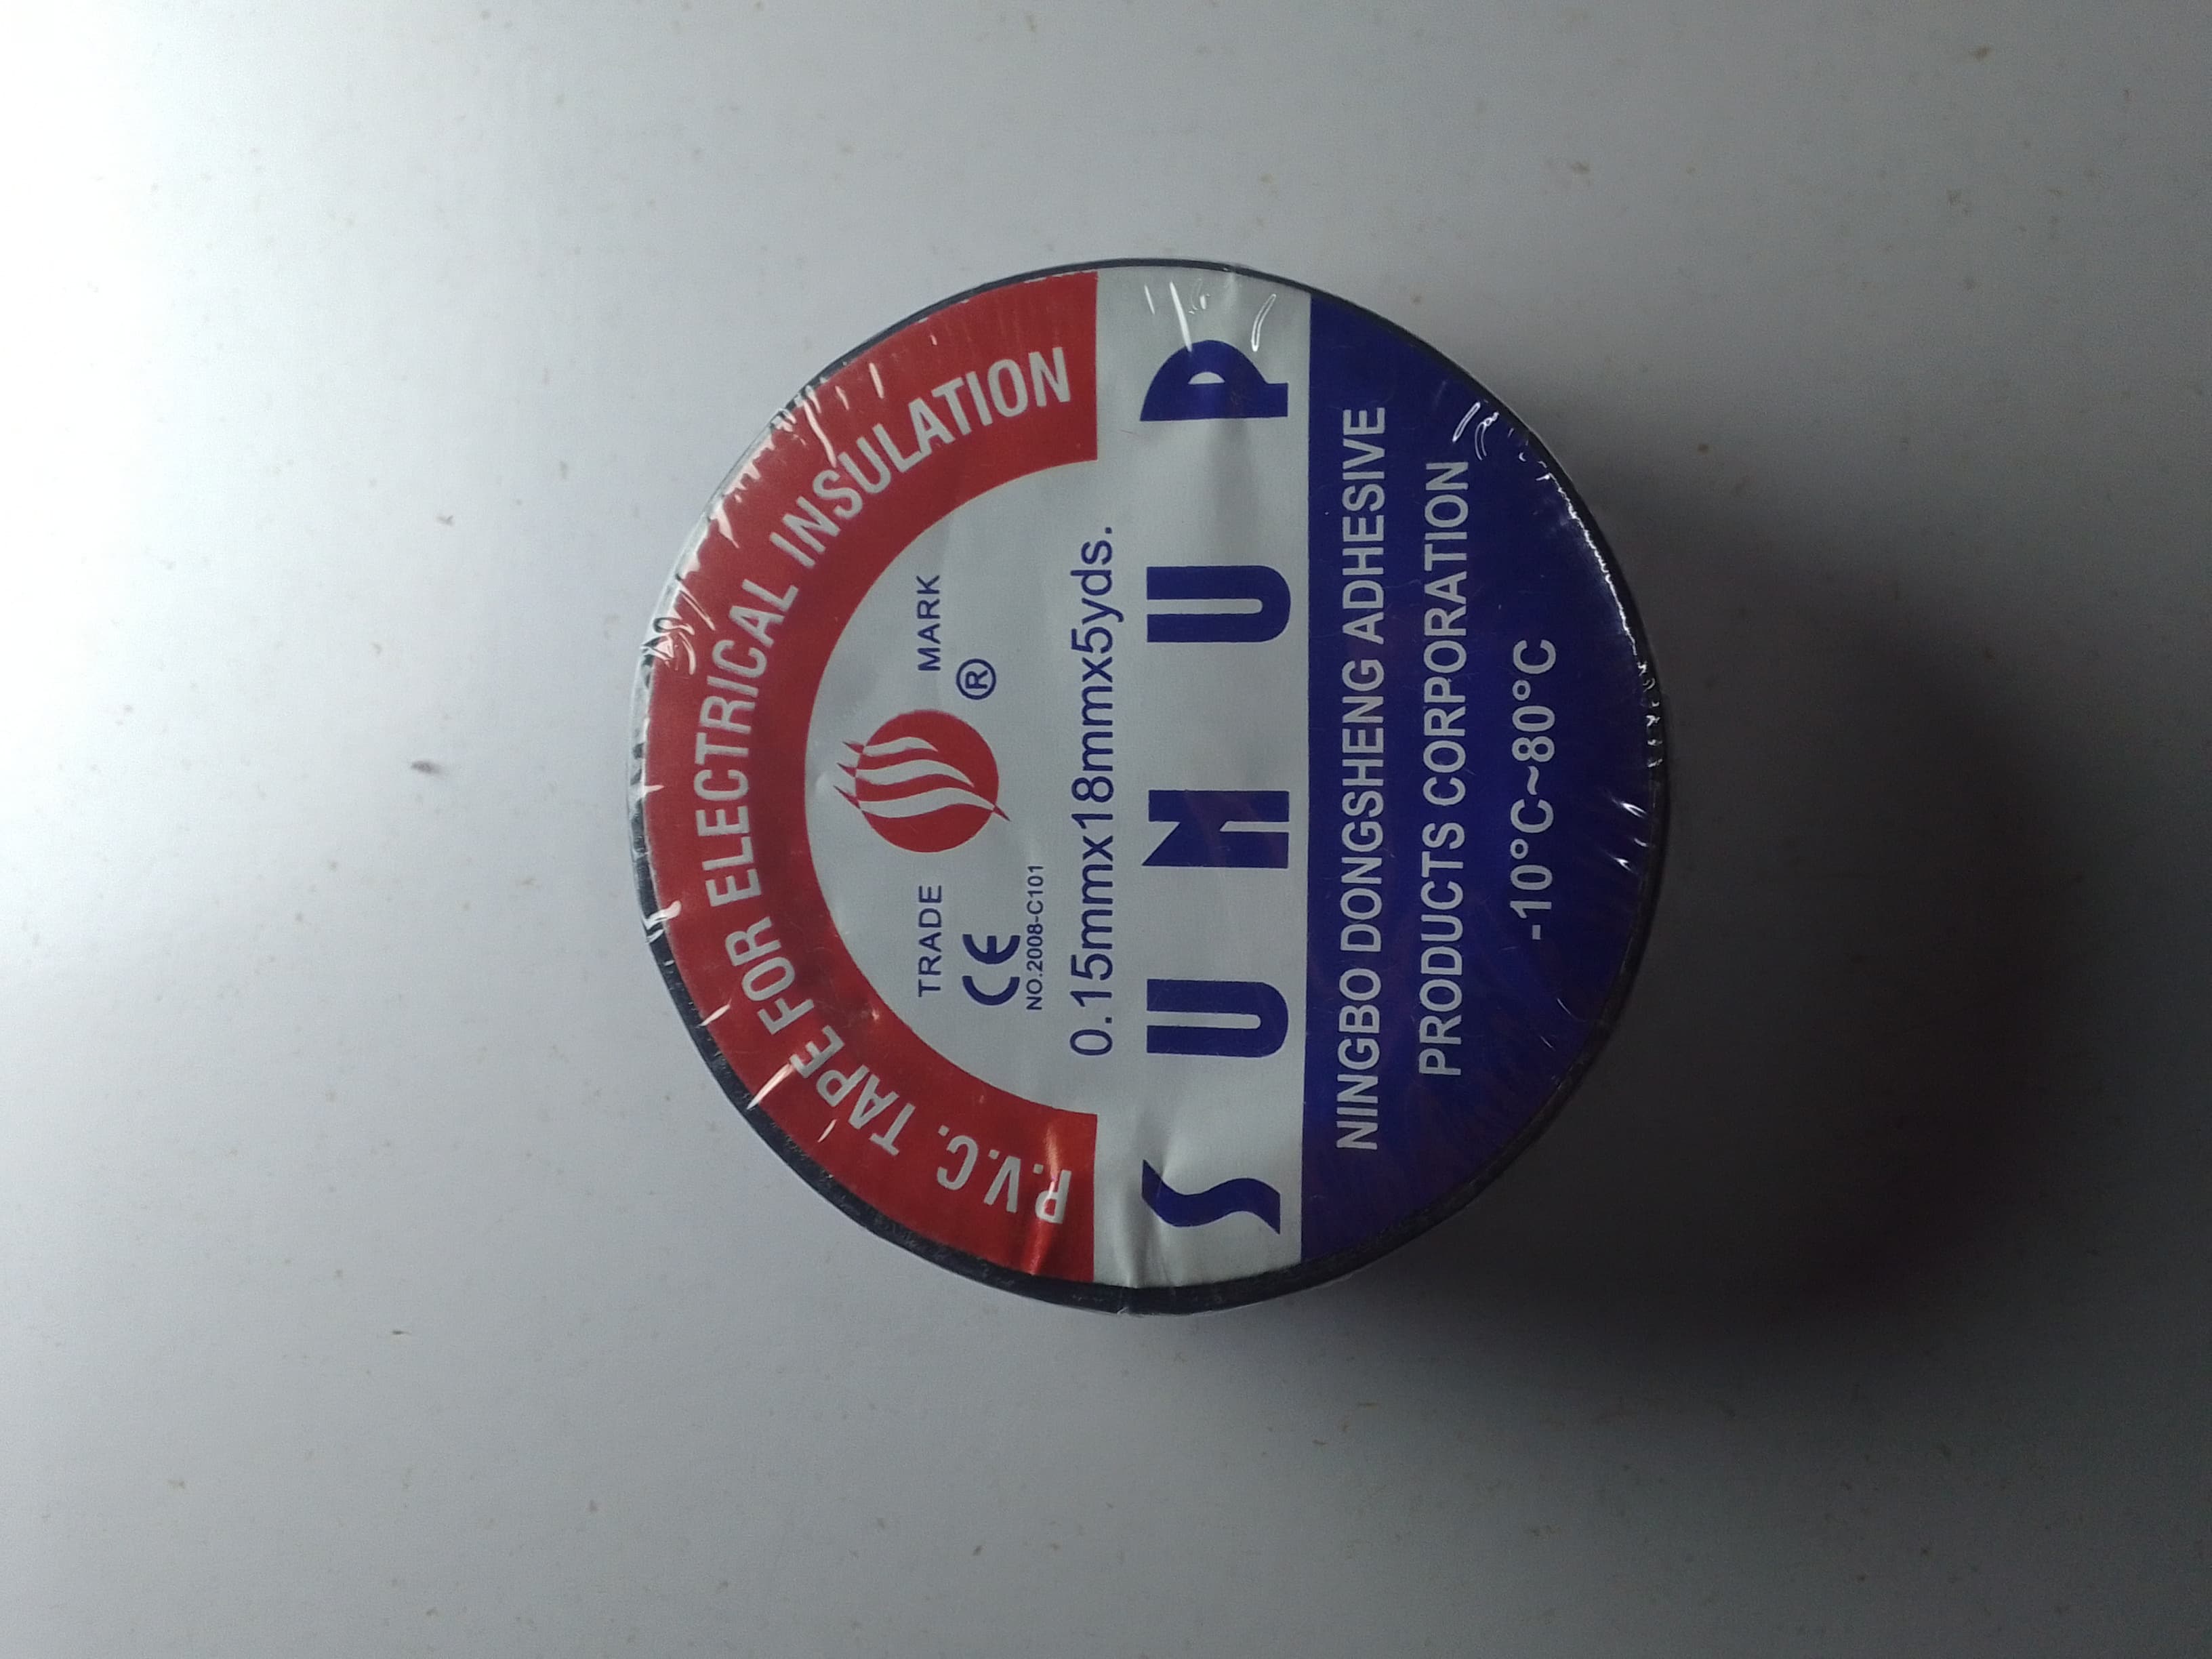 P.V.C. TAPE FOR ELECTRICAL INSULATION
TRADE MARK
®
CE
NO.2008-C101
0.15mmx18mmx5yds.
SUNUP
NINGBO DONGSHENG ADHESIVE
PRODUCTS CORPORATION
-10°C~80°C